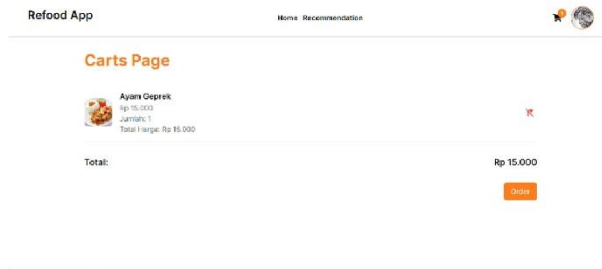 Refood App
Home Recommendation
Carts Page
Ayam Geprek
Rp 15.000
Jumlah: 1
Total Harga: Rp 15.000
Total:
Rp 15.000
Order